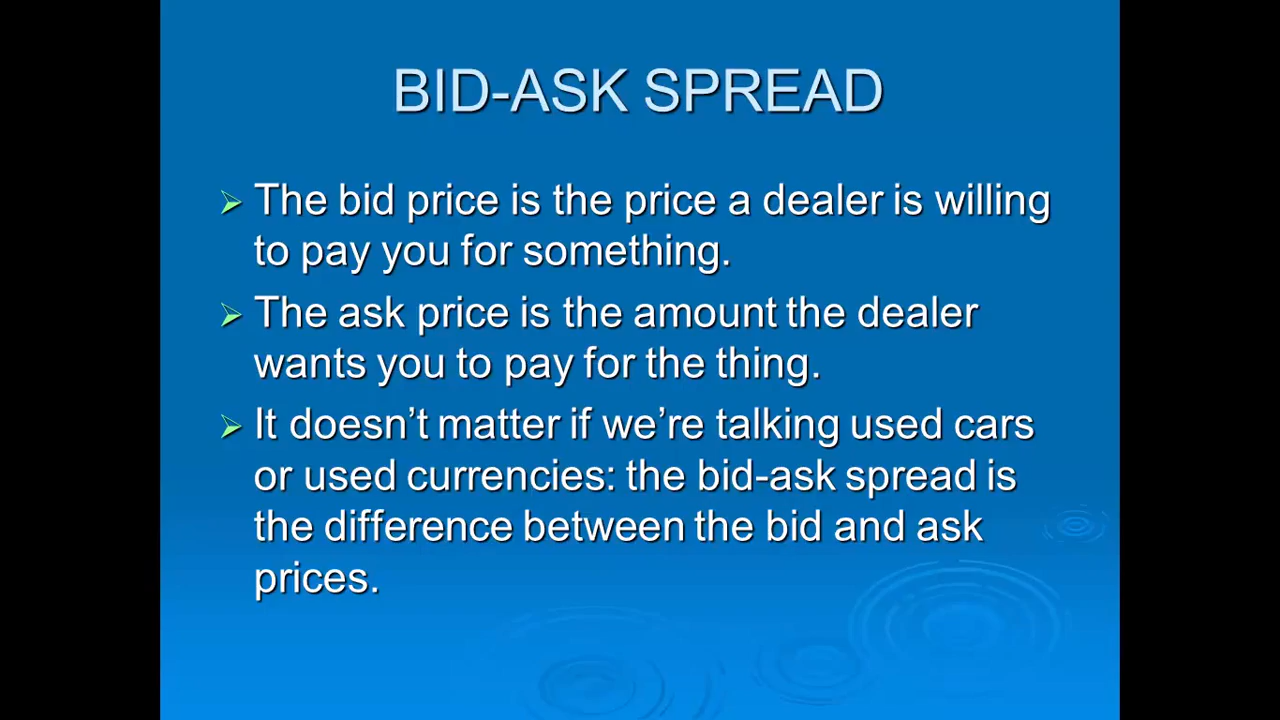 BID-ASK SPREAD
The bid price is the price a dealer is willing
to pay you for something.
The ask price is the amount the dealer
wants you to pay for the thing.
It doesn’t matter if we’re talking used cars
or used currencies: the bid-ask spread is
the difference between the bid and ask
prices.